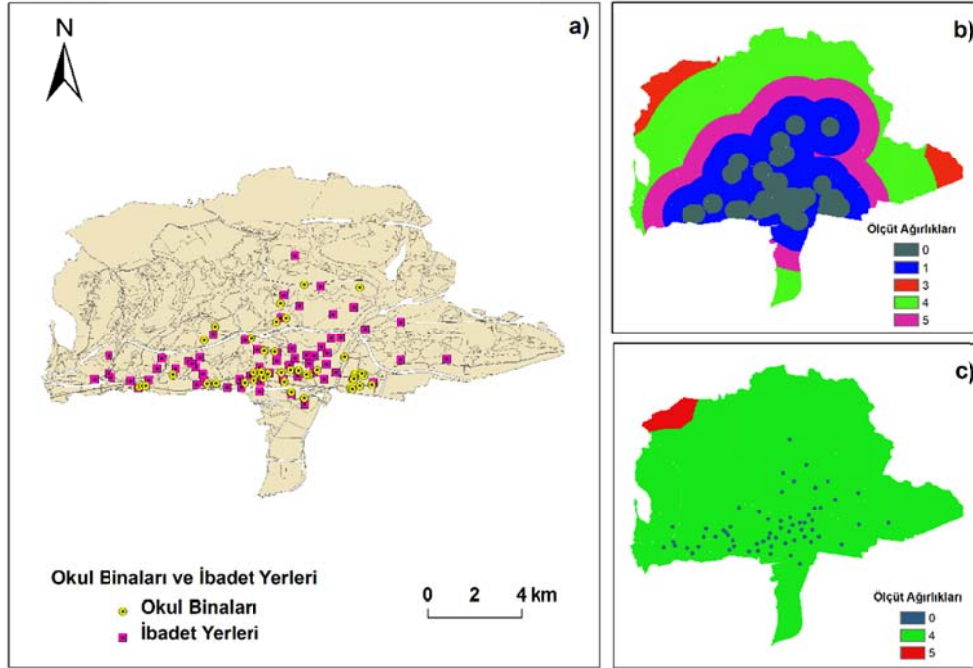 a)
N
Okul Binaları ve İbadet Yerleri
Okul Binaları
İbadet Yerleri
0 2 4 km
b)
Ölçüt Ağırlıkları
0
1
3
4
5
c)
Ölçüt Ağırlıkları
0
4
5